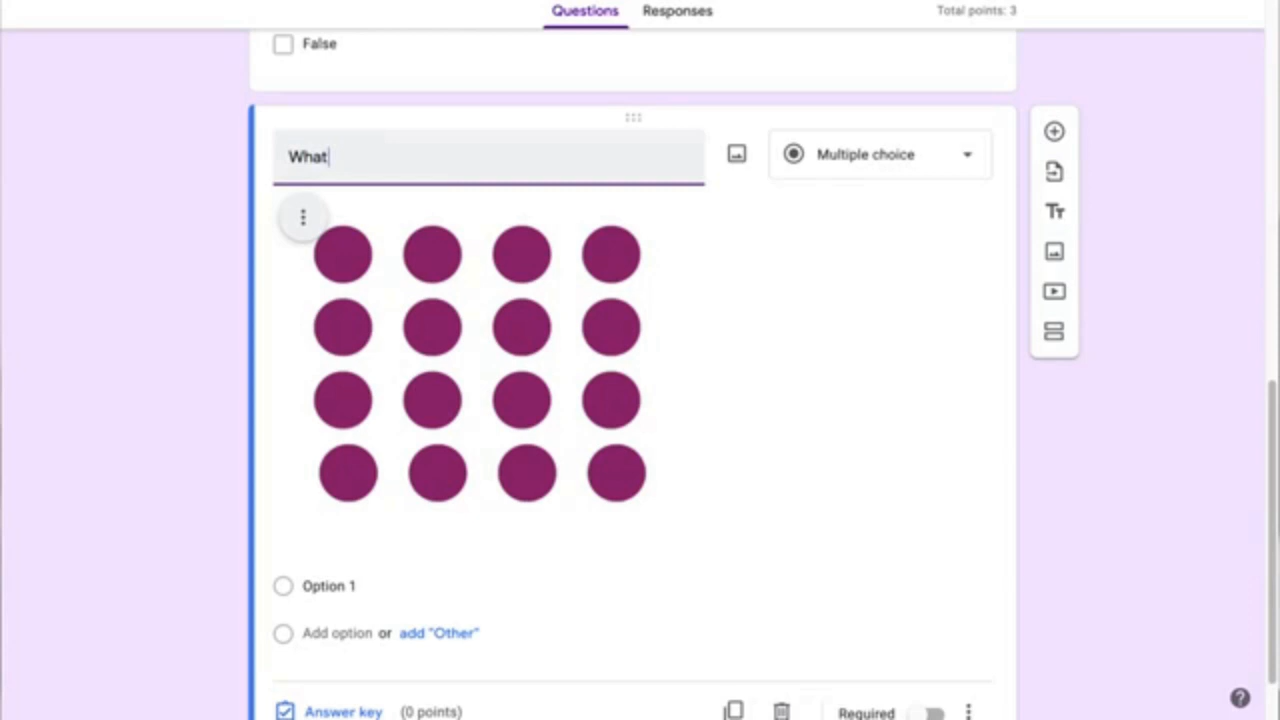 Questions Responses Total points: 3
False
What
Multiple choice
Tт
Option 1
Add option or add "Other"
Answer key (0 points) Required